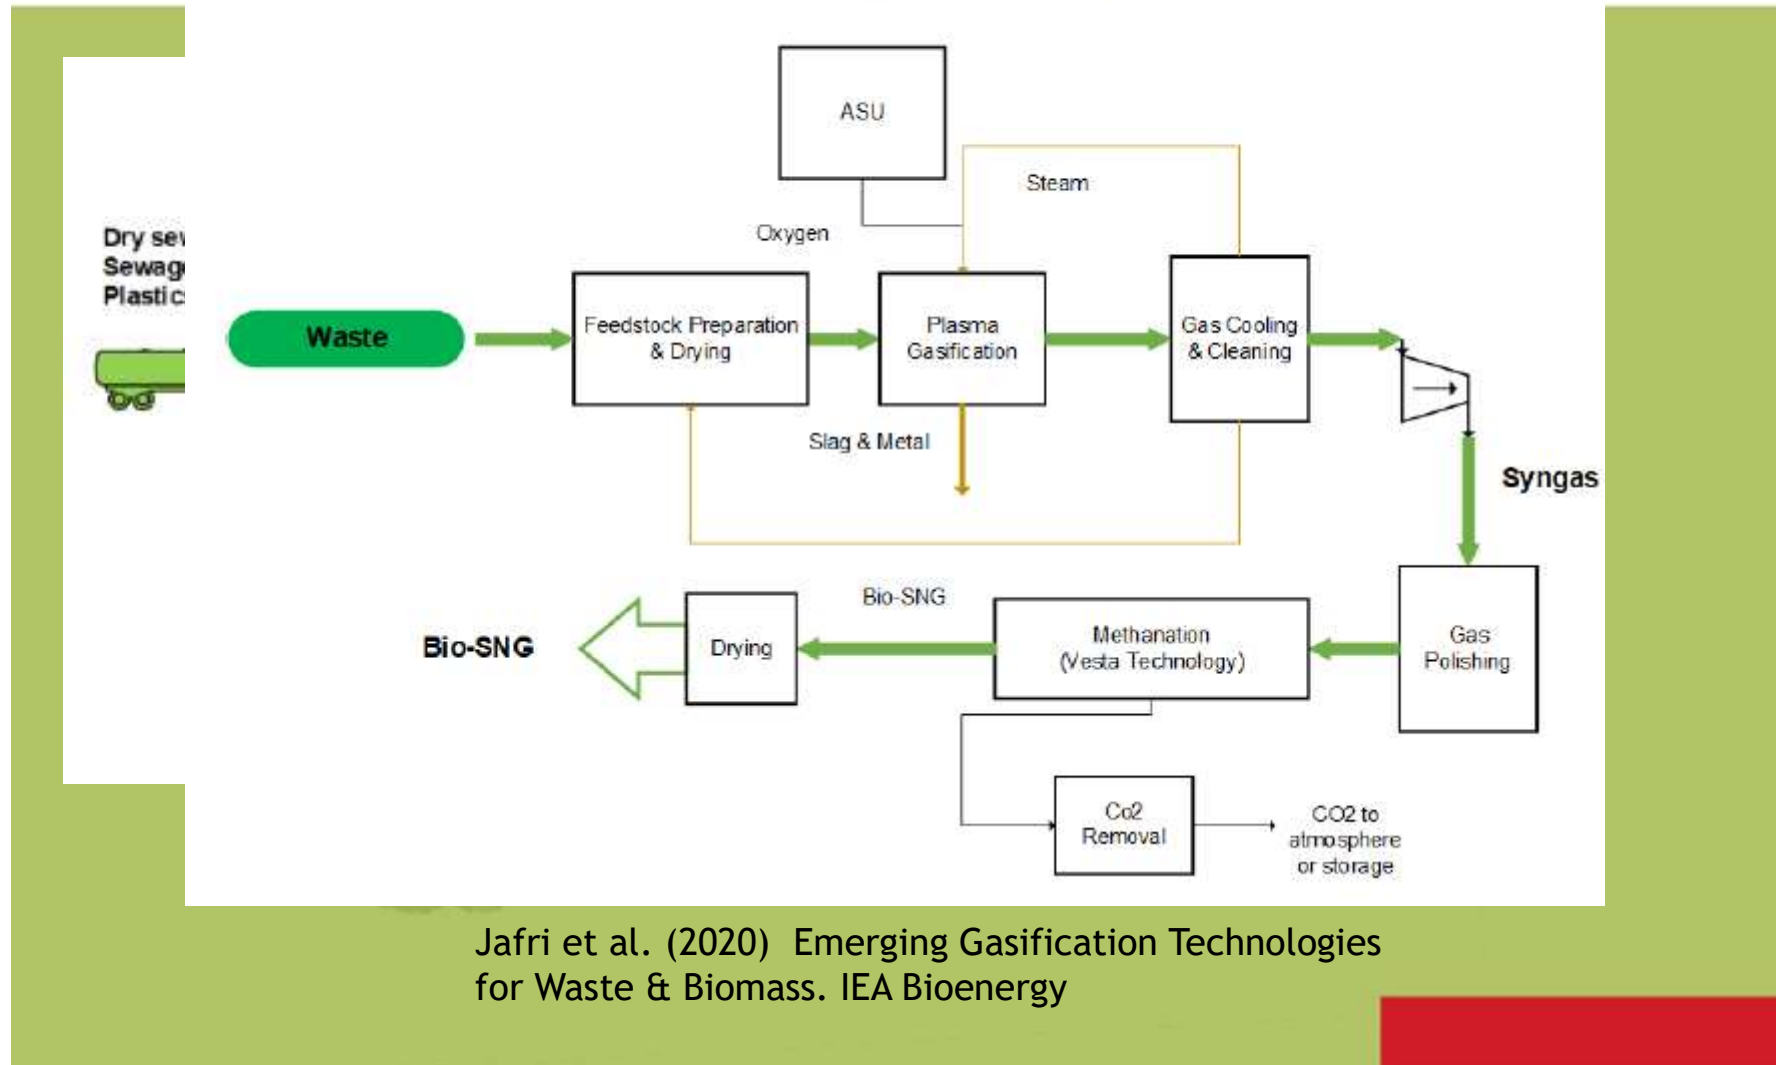 ASU
Steam
Oxygen
Dry
Waste
Feedstock Preparation
& Drying
Plasma
Gasification
Gas Cooling
& Cleaning
Slag & Metal
Syngas
Bio-SNG
Drying
Bio-SNG
Methanation
(Vesta Technology)
Gas
Polishing
Co2
Removal
CO2 to
atmosphere
or storage
Jafri et al. (2020) Emerging Gasification Technologies
for Waste & Biomass. IEA Bioenergy